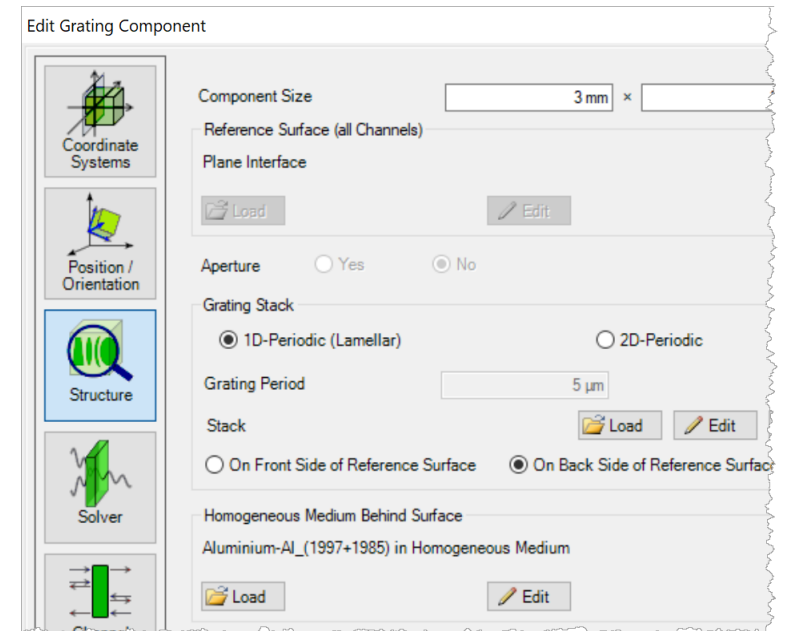 Edit Grating Component
Coordinate
Systems
Position /
Orientation
Structure
Solver
Component Size
3 mm ×
Reference Surface (all Channels)
Plane Interface
Load
Edit
Aperture
Yes
No
Grating Stack
1D-Periodic (Lamellar)
2D-Periodic
Grating Period
5 µm
Stack
Load
Edit
On Front Side of Reference Surface
On Back Side of Reference Surfac
Homogeneous Medium Behind Surface
Aluminium-Al_(1997+1985) in Homogeneous Medium
Load
Edit